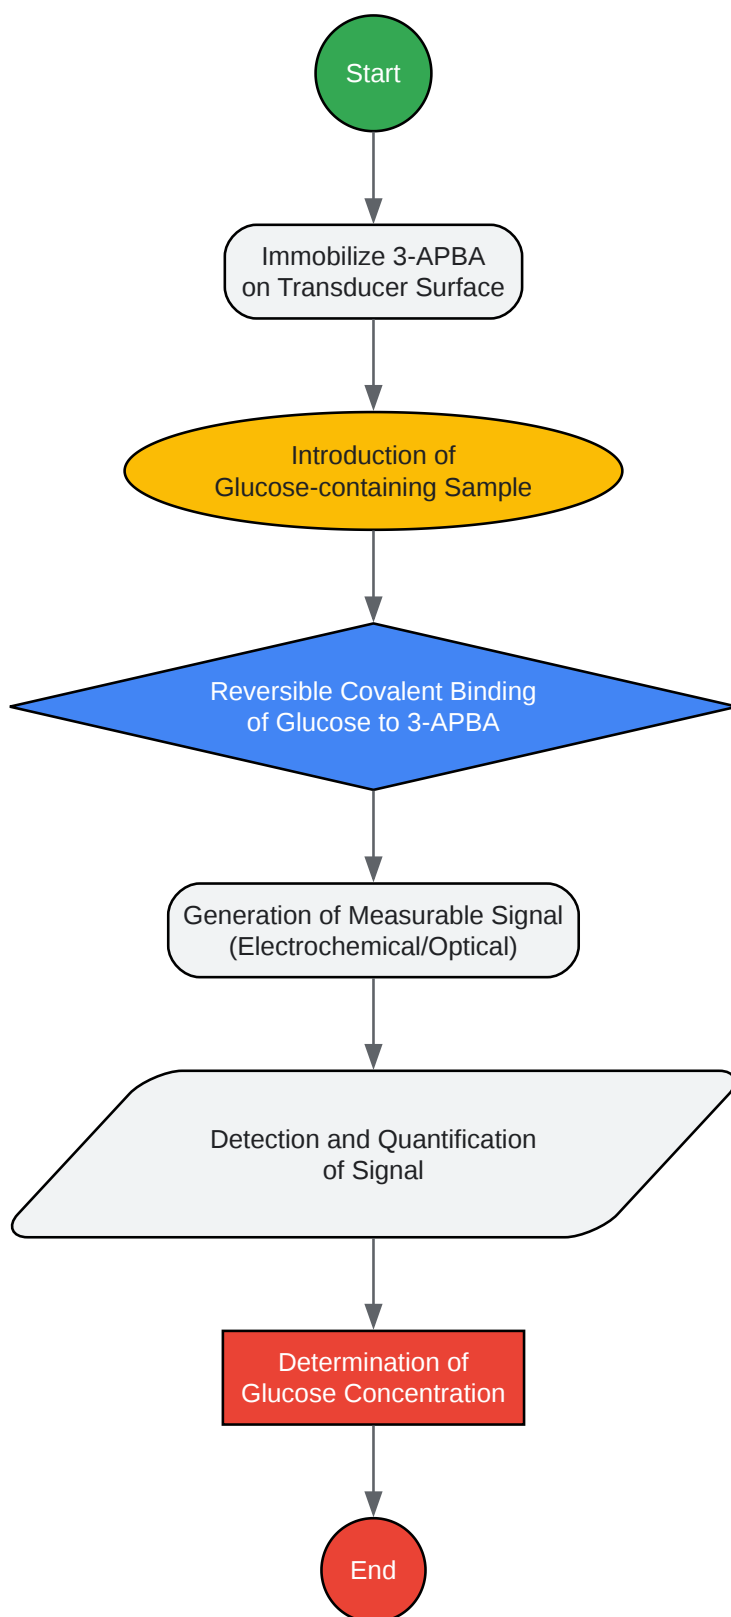 Start
Immobilize 3-APBA
on Transducer Surface
Introduction of
Glucose-containing Sample
Reversible Covalent Binding
of Glucose to 3-APBA
Generation of Measurable Signal
(Electrochemical/Optical)
Detection and Quantification
of Signal
Determination of
Glucose Concentration
End